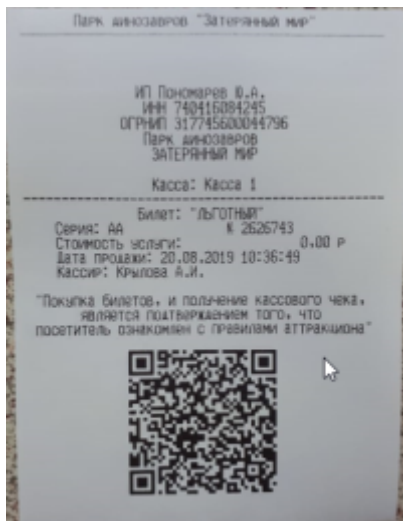 Парк динозавров "Затерянный мир"
ИП Пономарев Ю.А.
ИНН 740416084245
ОГРНИП 317745600044796
Парк динозавров
ЗАТЕРЯННЫЙ МИР
Касса: Касса 1
Билет: "ЛЬГОТНЫЙ"
Серия: АА № 2626743
Стоимость услуги: 0.00 р
Дата продажи: 20.08.2019 10:36:49
Кассир: Крылова А.И.
"Покупка билетов, и получение кассового чека,
является подтверждением того, что
посетитель ознакомлен с правилами аттракциона"